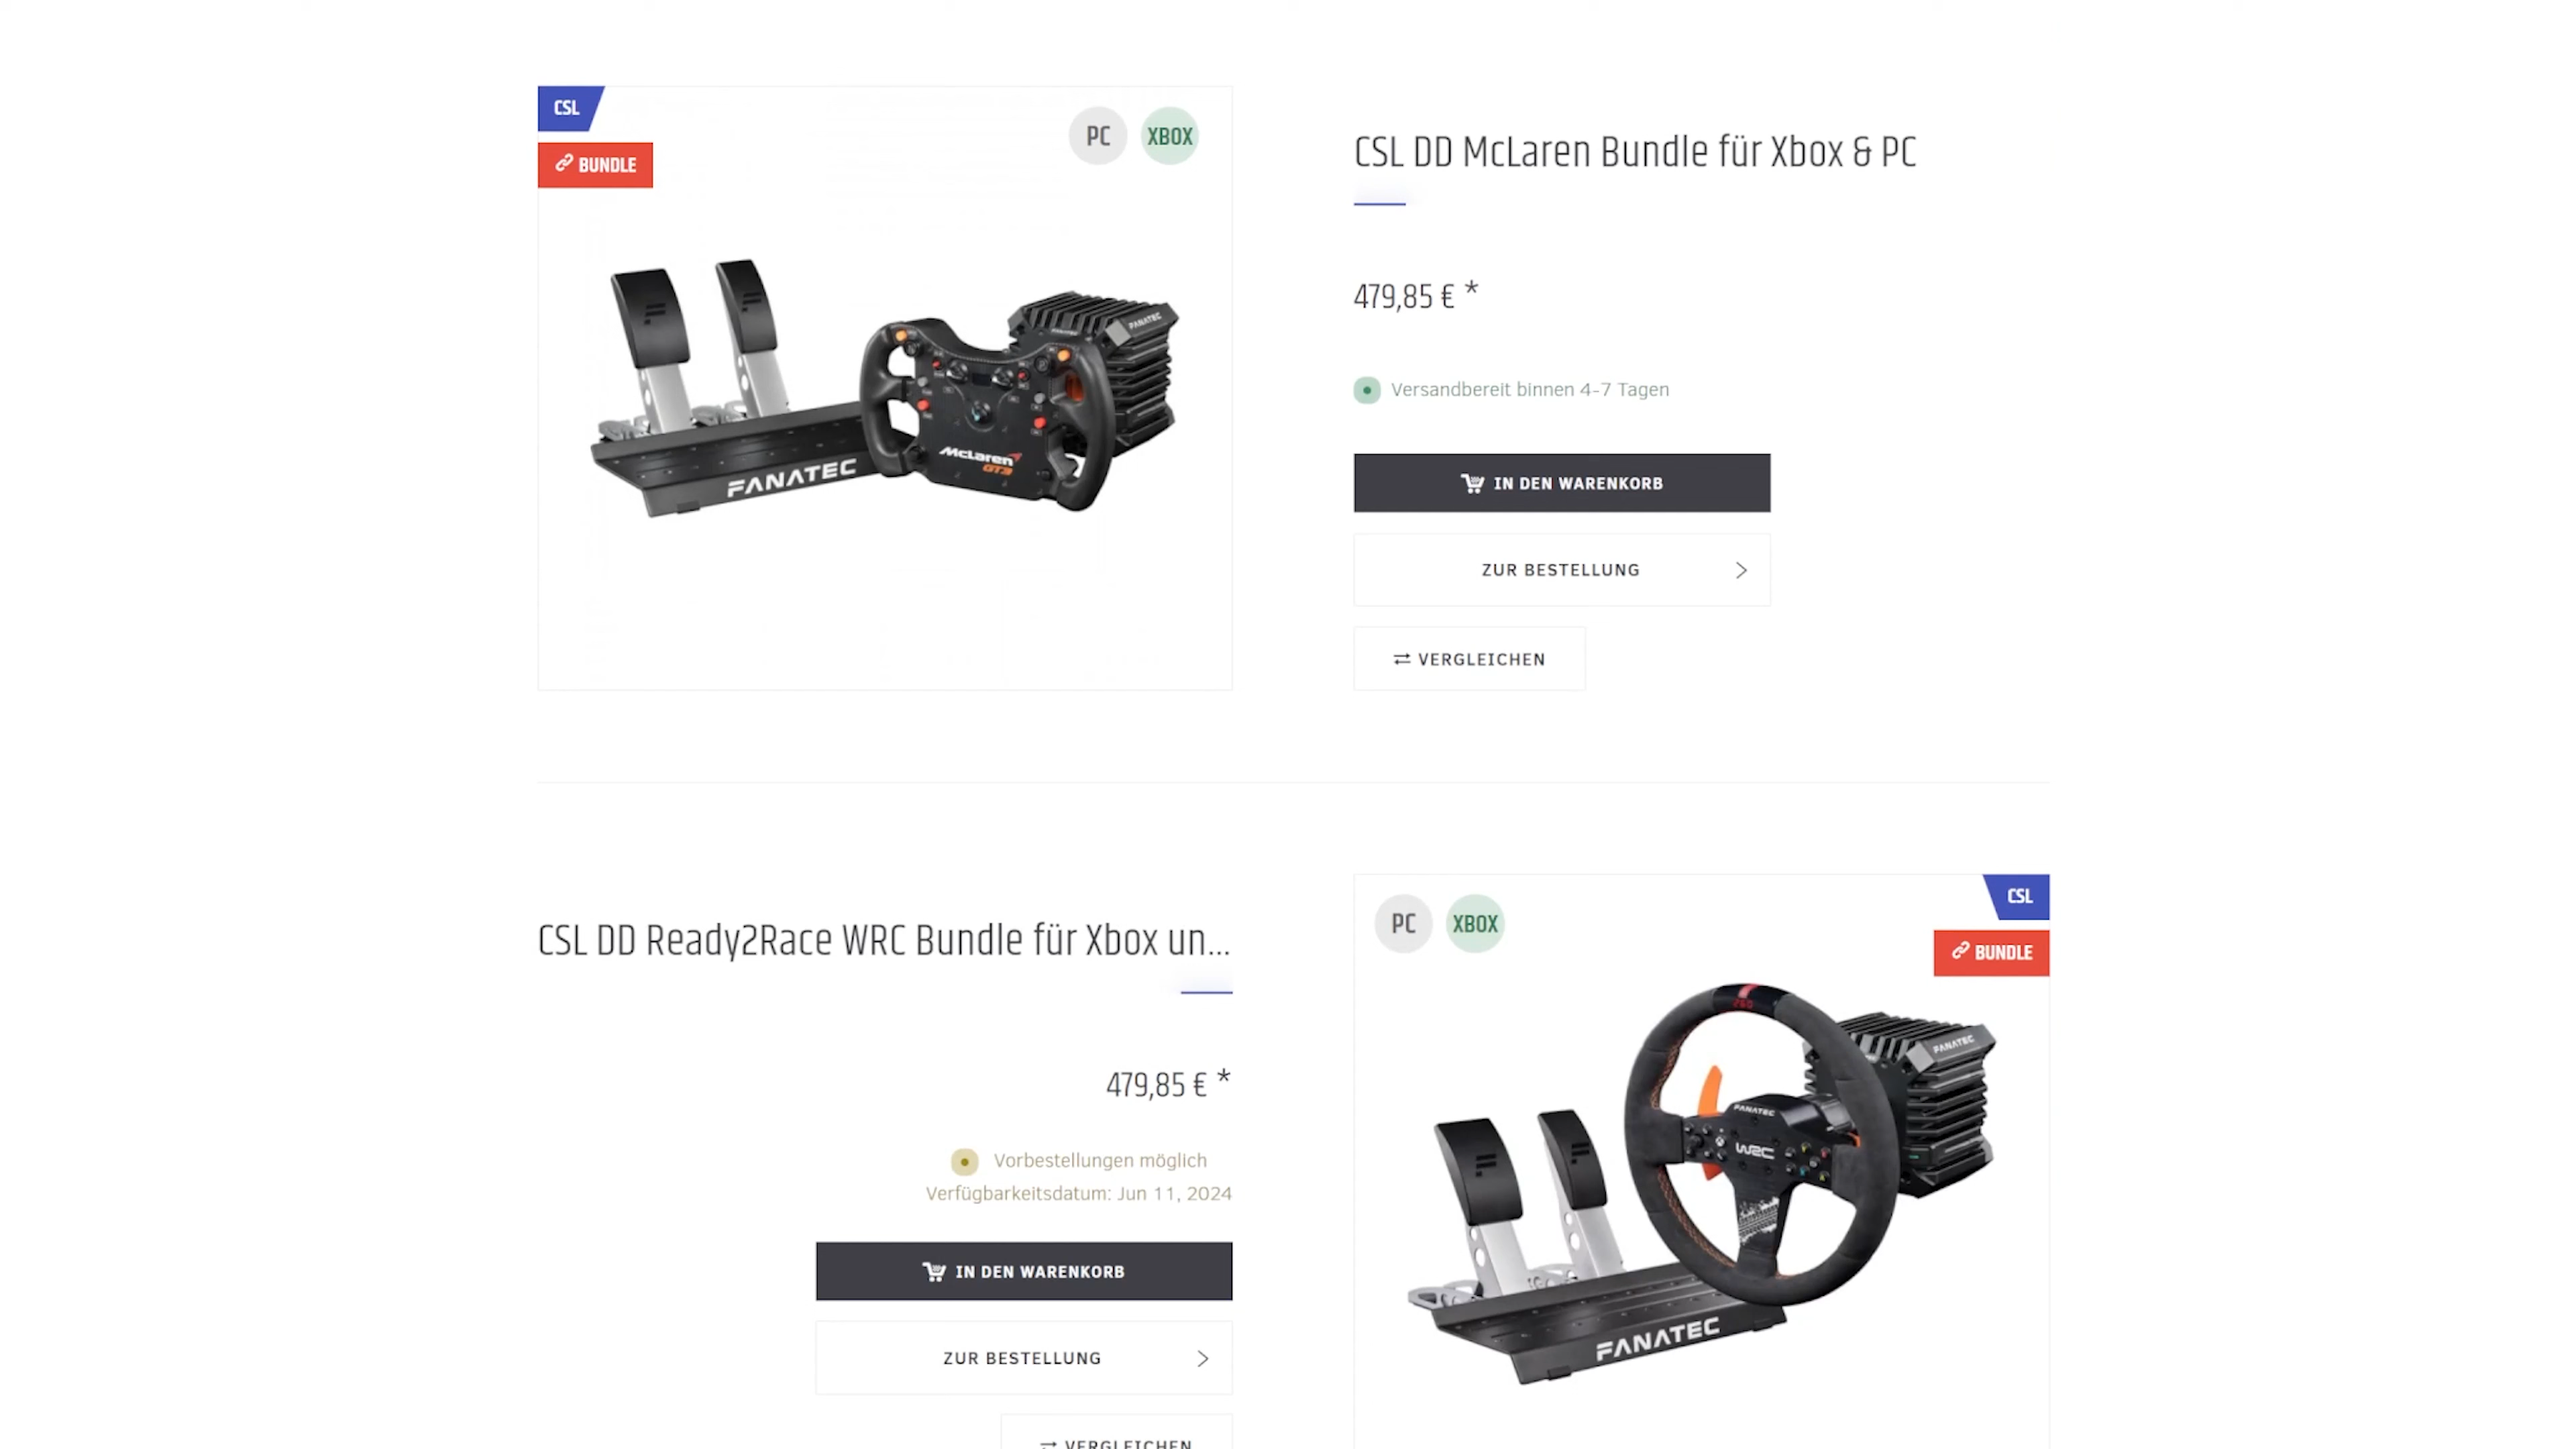 CSL
BUNDLE
PC XBOX
FANATEC
FANATEC
McLaren
GT3
CSL DD McLaren Bundle für Xbox & PC
479,85 € *
Versandbereit binnen 4-7 Tagen
IN DEN WARENKORB
ZUR BESTELLUNG
VERGLEICHEN
CSL DD Ready2Race WRC Bundle für Xbox un...
479,85 € *
Vorbestellungen möglich
Verfügbarkeitsdatum: Jun 11, 2024
IN DEN WARENKORB
ZUR BESTELLUNG
VERGLEICHEN
PC XBOX
CSL
BUNDLE
FANATEC
FANATEC
WRC
FANATEC